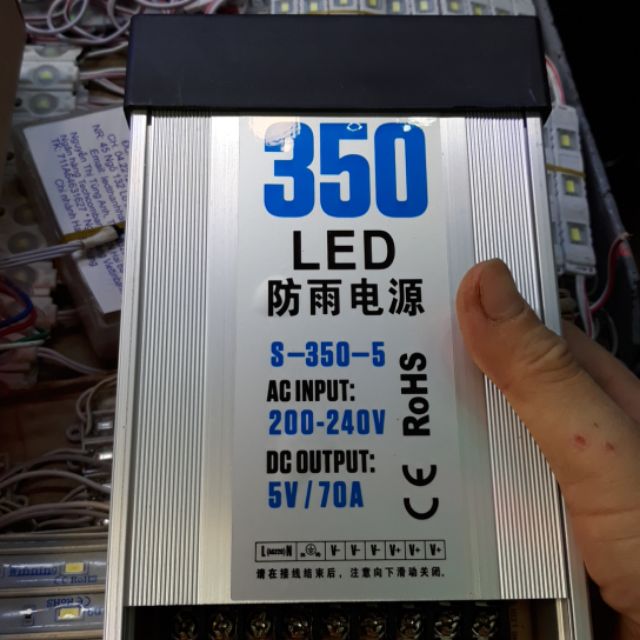 350
LED
防雨电源
S-350-5
AC INPUT:
200-240V
DC OUTPUT:
5V/70A
CE RoHS
L N V- V- V- V+ V+ V+
请在接线结束后，注意向下滑动关闭。